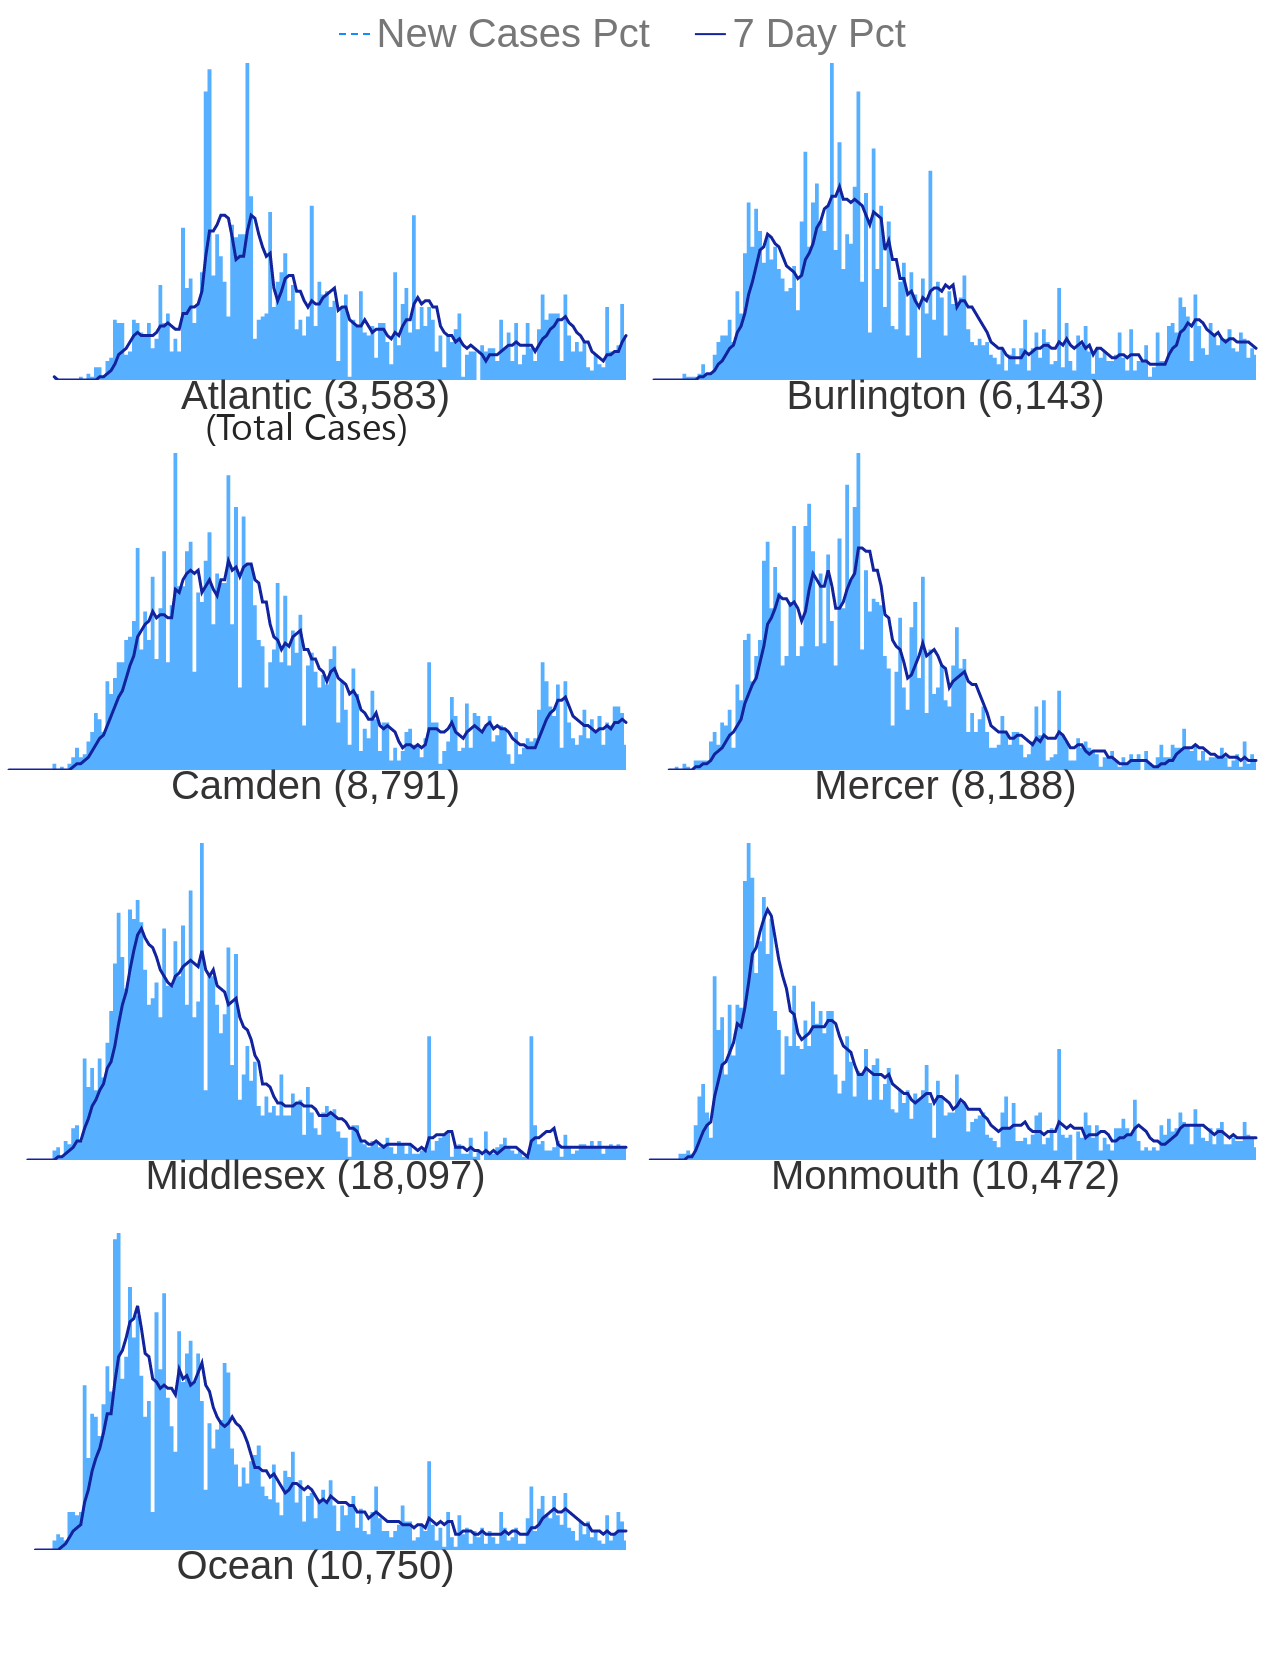 New Cases Pct 7 Day Pct
Atlantic (3,583)
(Total Cases)
Burlington (6,143)
Camden (8,791)
Mercer (8,188)
Middlesex (18,097)
Monmouth (10,472)
Ocean (10,750)